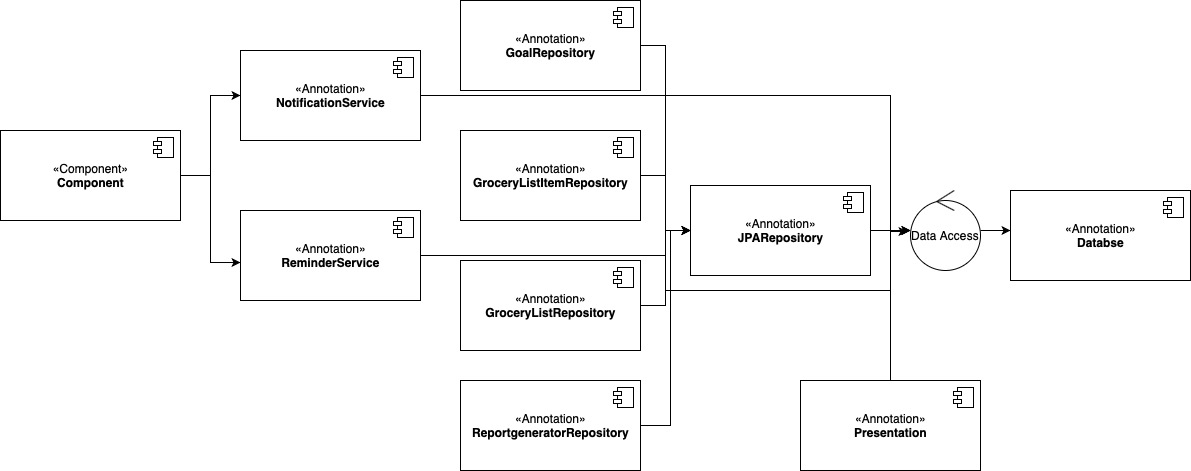 «Annotation»
GoalRepository
«Annotation»
NotificationService
«Component»
Component
«Annotation»
GroceryListItemRepository
«Annotation»
JPARepository
Data Access
«Annotation»
Databse
«Annotation»
ReminderService
«Annotation»
GroceryListRepository
«Annotation»
ReportgeneratorRepository
«Annotation»
Presentation